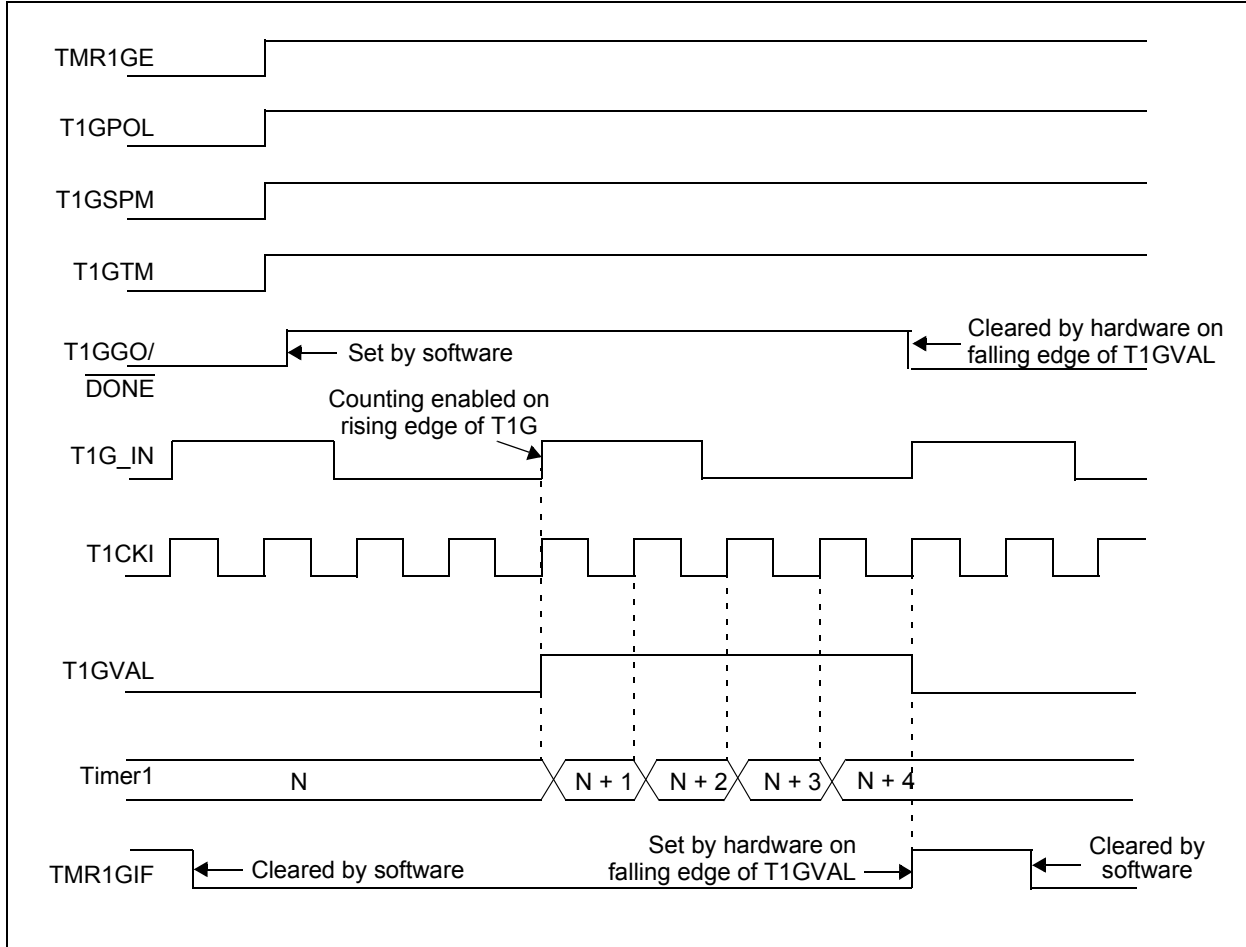 TMR1GE
T1GPOL
T1GSPM
T1GTM
T1GGO/
DONE
Set by software
Cleared by hardware on
falling edge of T1GVAL
Counting enabled on
rising edge of T1G
T1G_IN
T1CKI
T1GVAL
Timer1
N
N + 1
N + 2
N + 3
N + 4
TMR1GIF
Cleared by software
Set by hardware on
falling edge of T1GVAL
Cleared by
software